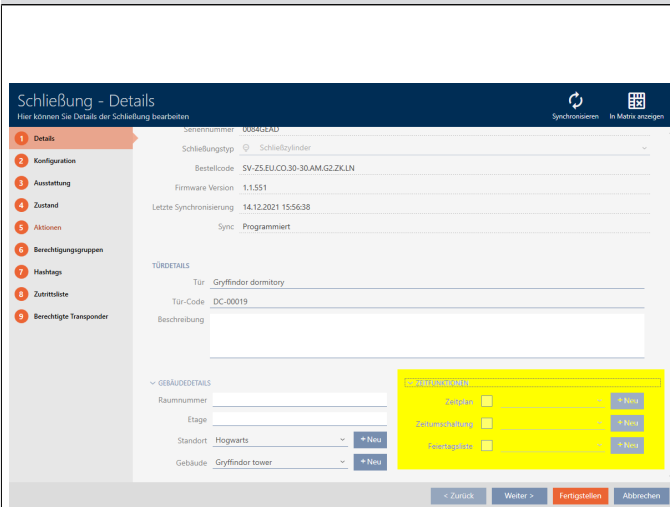 Schließung - Details
Hier können Sie Details der Schließung bearbeiten
Synchronisieren
In Matrix anzeigen
1 Details
2 Konfiguration
3 Ausstattung
4 Zustand
5 Aktionen
6 Berechtigungsgruppen
7 Hashtags
8 Zutrittsliste
9 Berechtigte Transponder
Seriennummer 0084GEAD
Schließungstyp Schließzylinder
Bestellcode SV-Z5.EU.CO.30-30.AM.G2.ZK.LN
Firmware Version 1.1.551
Letzte Synchronisierung 14.12.2021 15:56:38
Sync Programmiert
TÜRDETAILS
Tür Gryffindor dormitory
Tür-Code DC-00019
Beschreibung
GEBÄUDEDETAILS
Raumnummer
Etage
Standort Hogwarts +Neu
Gebäude Gryffindor tower +Neu
ZEITFUNKTIONEN
Zeitplan +Neu
Zeitumschaltung +Neu
Feiertagsliste +Neu
< Zurück
Weiter >
Fertigstellen
Abbrechen